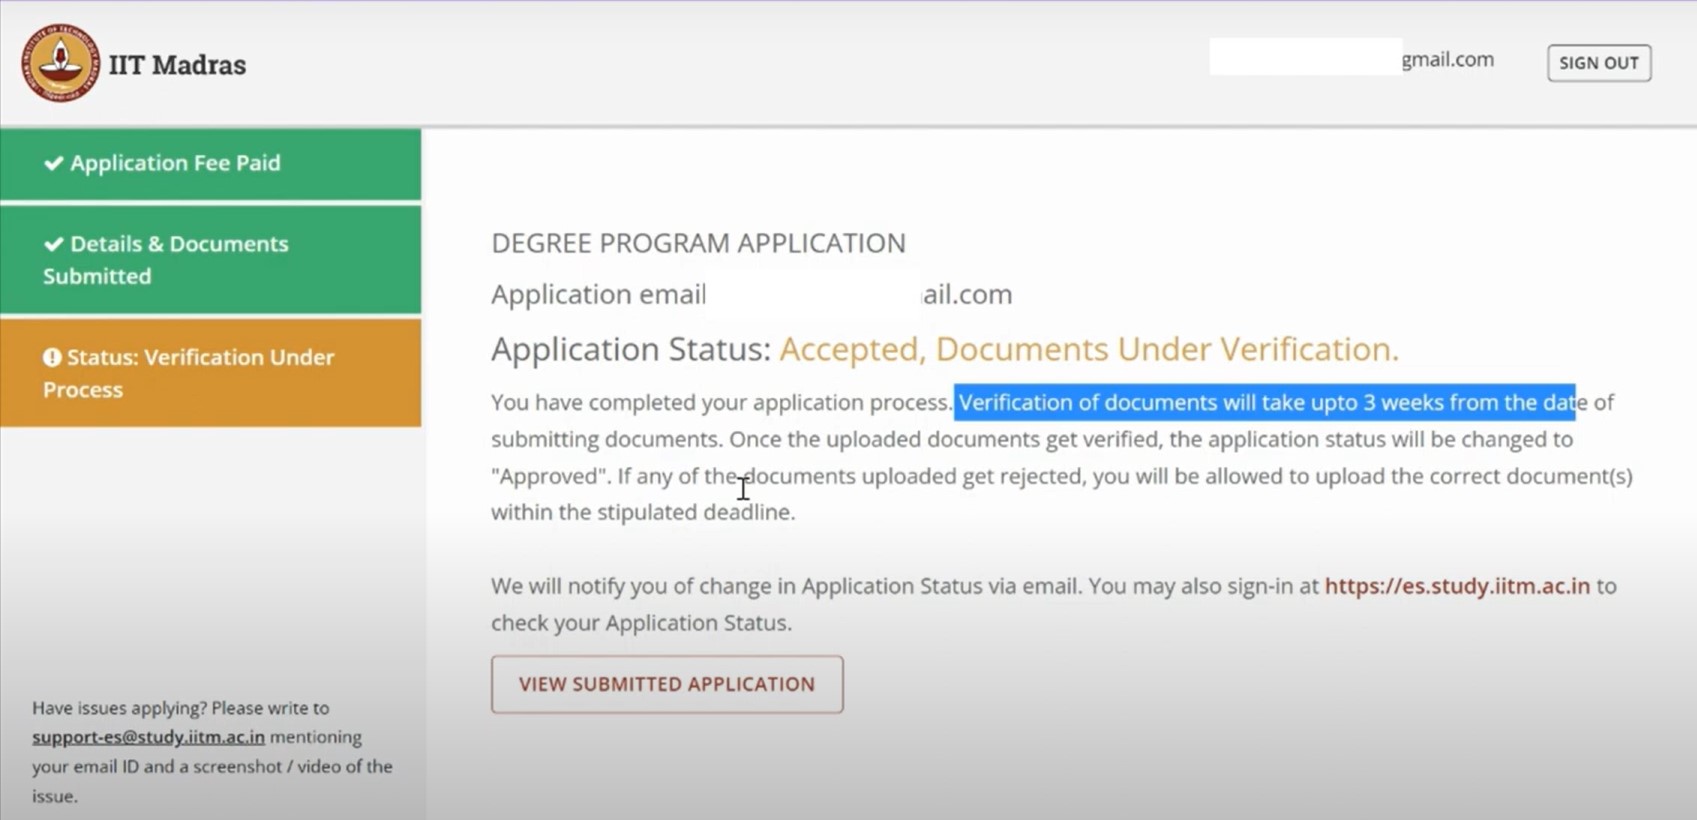 IIT Madras
gmail.com
SIGN OUT
✔ Application Fee Paid
✔ Details & Documents
Submitted
Status: Verification Under
Process
DEGREE PROGRAM APPLICATION
Application email ail.com
Application Status: Accepted, Documents Under Verification.
You have completed your application process. Verification of documents will take upto 3 weeks from the date of
submitting documents. Once the uploaded documents get verified, the application status will be changed to
"Approved". If any of the documents uploaded get rejected, you will be allowed to upload the correct document(s)
within the stipulated deadline.
We will notify you of change in Application Status via email. You may also sign-in at https://es.study.iitm.ac.in to
check your Application Status.
VIEW SUBMITTED APPLICATION
Have issues applying? Please write to
support-es@study.iitm.ac.in mentioning
your email ID and a screenshot / video of the
issue.